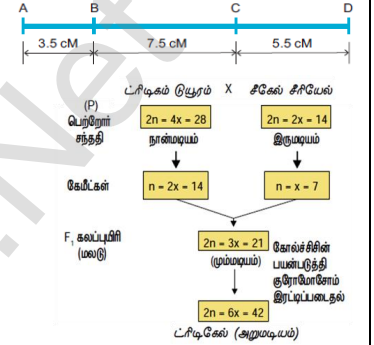 A B C D
3.5 cM 7.5 cM 5.5 cM
ட்ரிடிகம் டுயூரம் X சீகேல் சீரியேல்
(P)
பெற்றோர் சந்ததி
2n = 4x = 28 2n = 2x = 14
நான்மடியம் இருமடியம்
கேமீட்கள் n = 2x = 14 n = x = 7
F₁ கலப்புயிரி (மலடு)
2n = 3x = 21
(மும்மடியம்)
கோல்ச்சிசின்
பயன்படுத்தி
குரோமோசோம்
இரட்டிப்படைதல்
2n = 6x = 42
ட்ரிடிகேல் (அறுமடியம்)